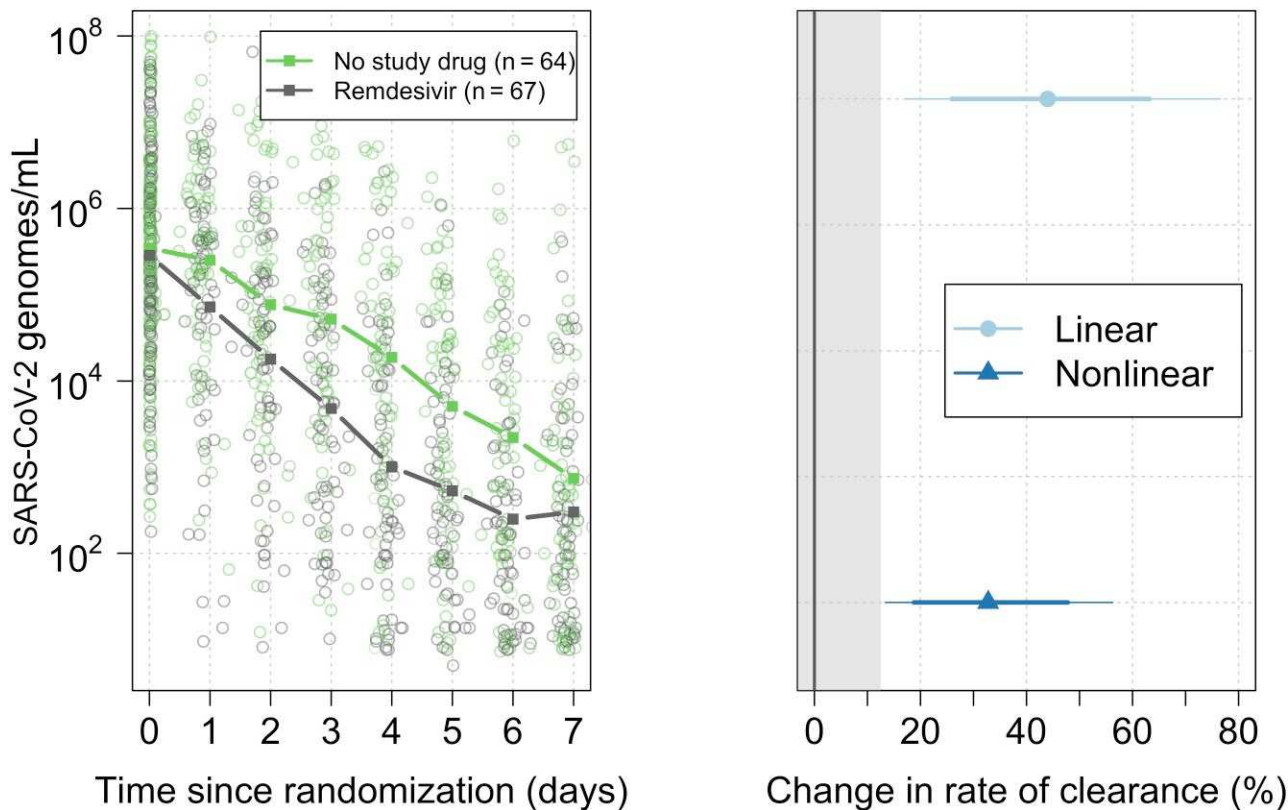 SARS-CoV-2 genomes/mL
10⁸
10⁶
10⁴
10²
No study drug (n = 64)
Remdesivir (n = 67)
0 1 2 3 4 5 6 7
Time since randomization (days)
Linear
Nonlinear
0 20 40 60 80
Change in rate of clearance (%)